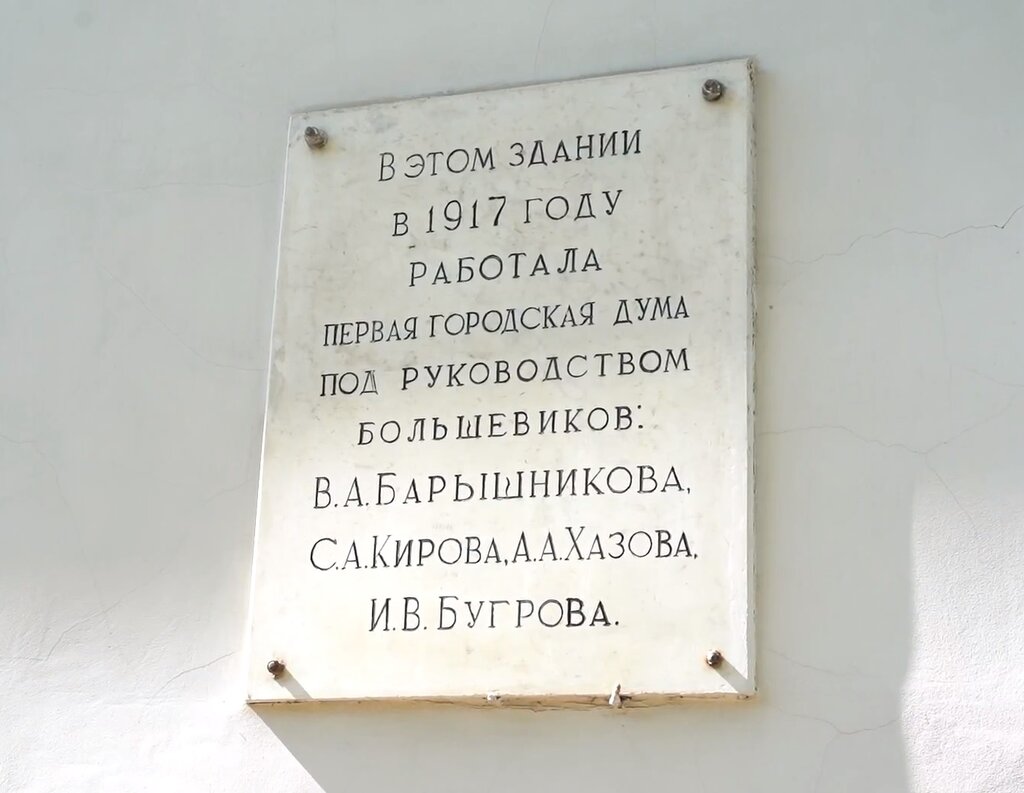 В ЭТОМ ЗДАНИИ
В 1917 ГОДУ
РАБОТАЛА
ПЕРВАЯ ГОРОДСКАЯ ДУМА
ПОД РУКОВОДСТВОМ
БОЛЬШЕВИКОВ:
В.А.БАРЫШНИКОВА,
С.А.КИРОВА,А.А.ХАЗОВА,
И.В.БУГРОВА.